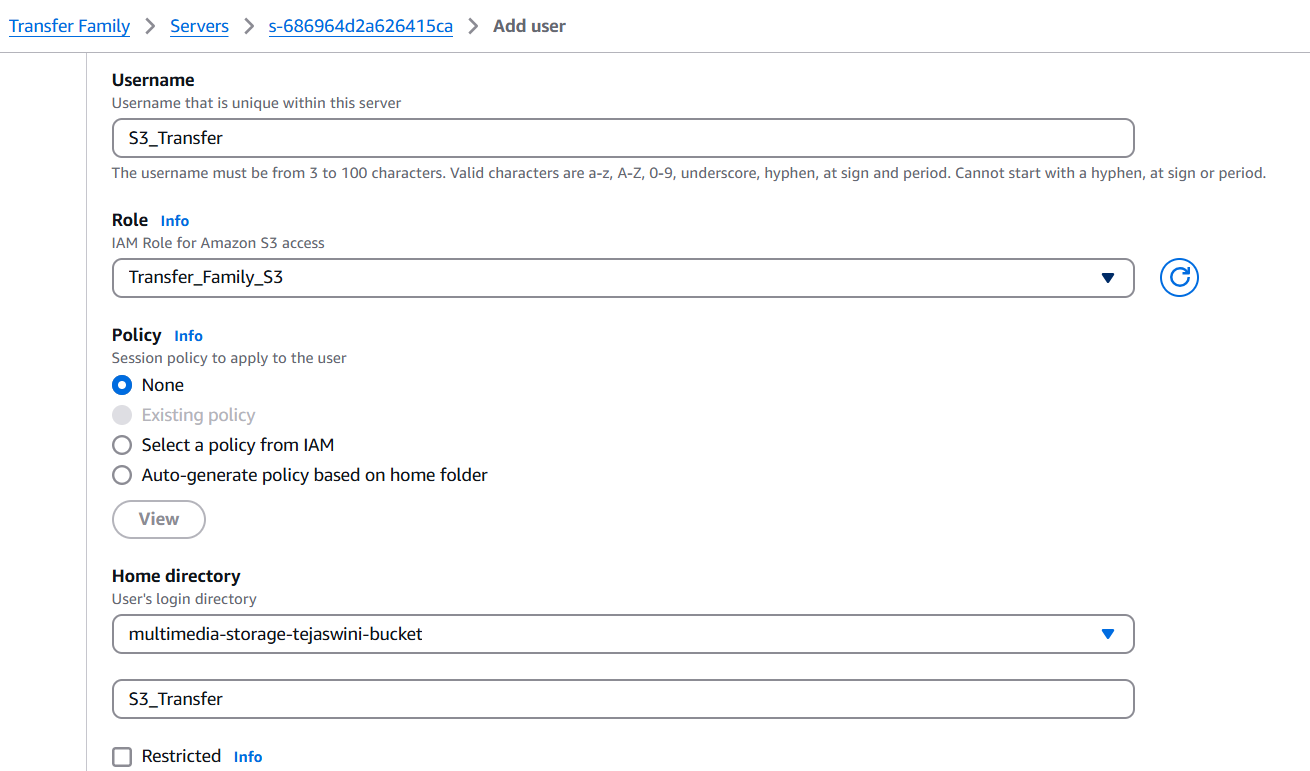 Transfer Family > Servers > s-686964d2a626415ca > Add user
Username
Username that is unique within this server
S3_Transfer
The username must be from 3 to 100 characters. Valid characters are a-z, A-Z, 0-9, underscore, hyphen, at sign and period. Cannot start with a hyphen, at sign or period.
Role Info
IAM Role for Amazon S3 access
Transfer_Family_S3
Policy Info
Session policy to apply to the user
None
Existing policy
Select a policy from IAM
Auto-generate policy based on home folder
View
Home directory
User's login directory
multimedia-storage-tejaswini-bucket
S3_Transfer
Restricted Info